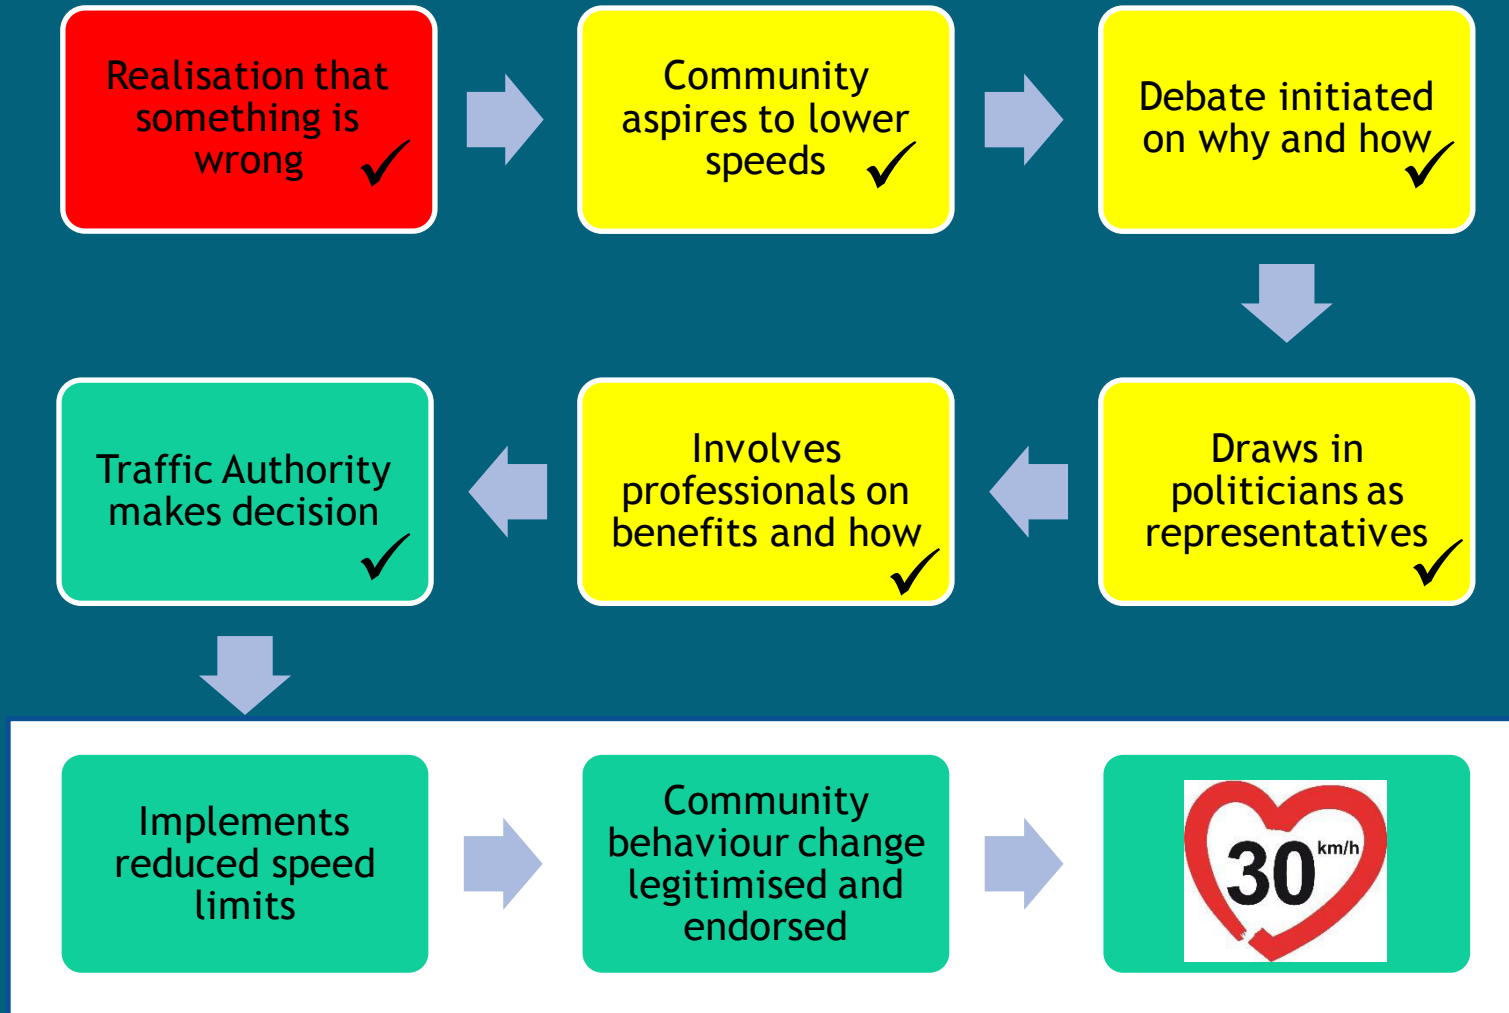 Realisation that
something is
wrong
Community
aspires to lower
speeds
Debate initiated
on why and how
Draws in
politicians as
representatives
Involves
professionals on
benefits and how
Traffic Authority
makes decision
Implements
reduced speed
limits
Community
behaviour change
legitimised and
endorsed
30 km/h